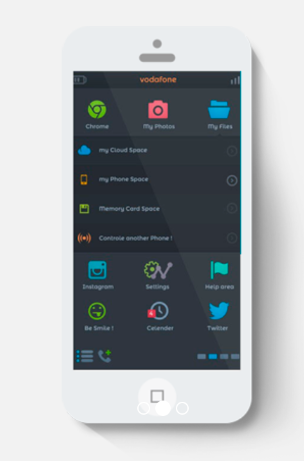 vodafone
Chrome My Photos My Files
my Cloud Space
my Phone Space
Memory Card Space
Controle another Phone !
Instagram Settings Help area
Be Smile ! Calender Twitter